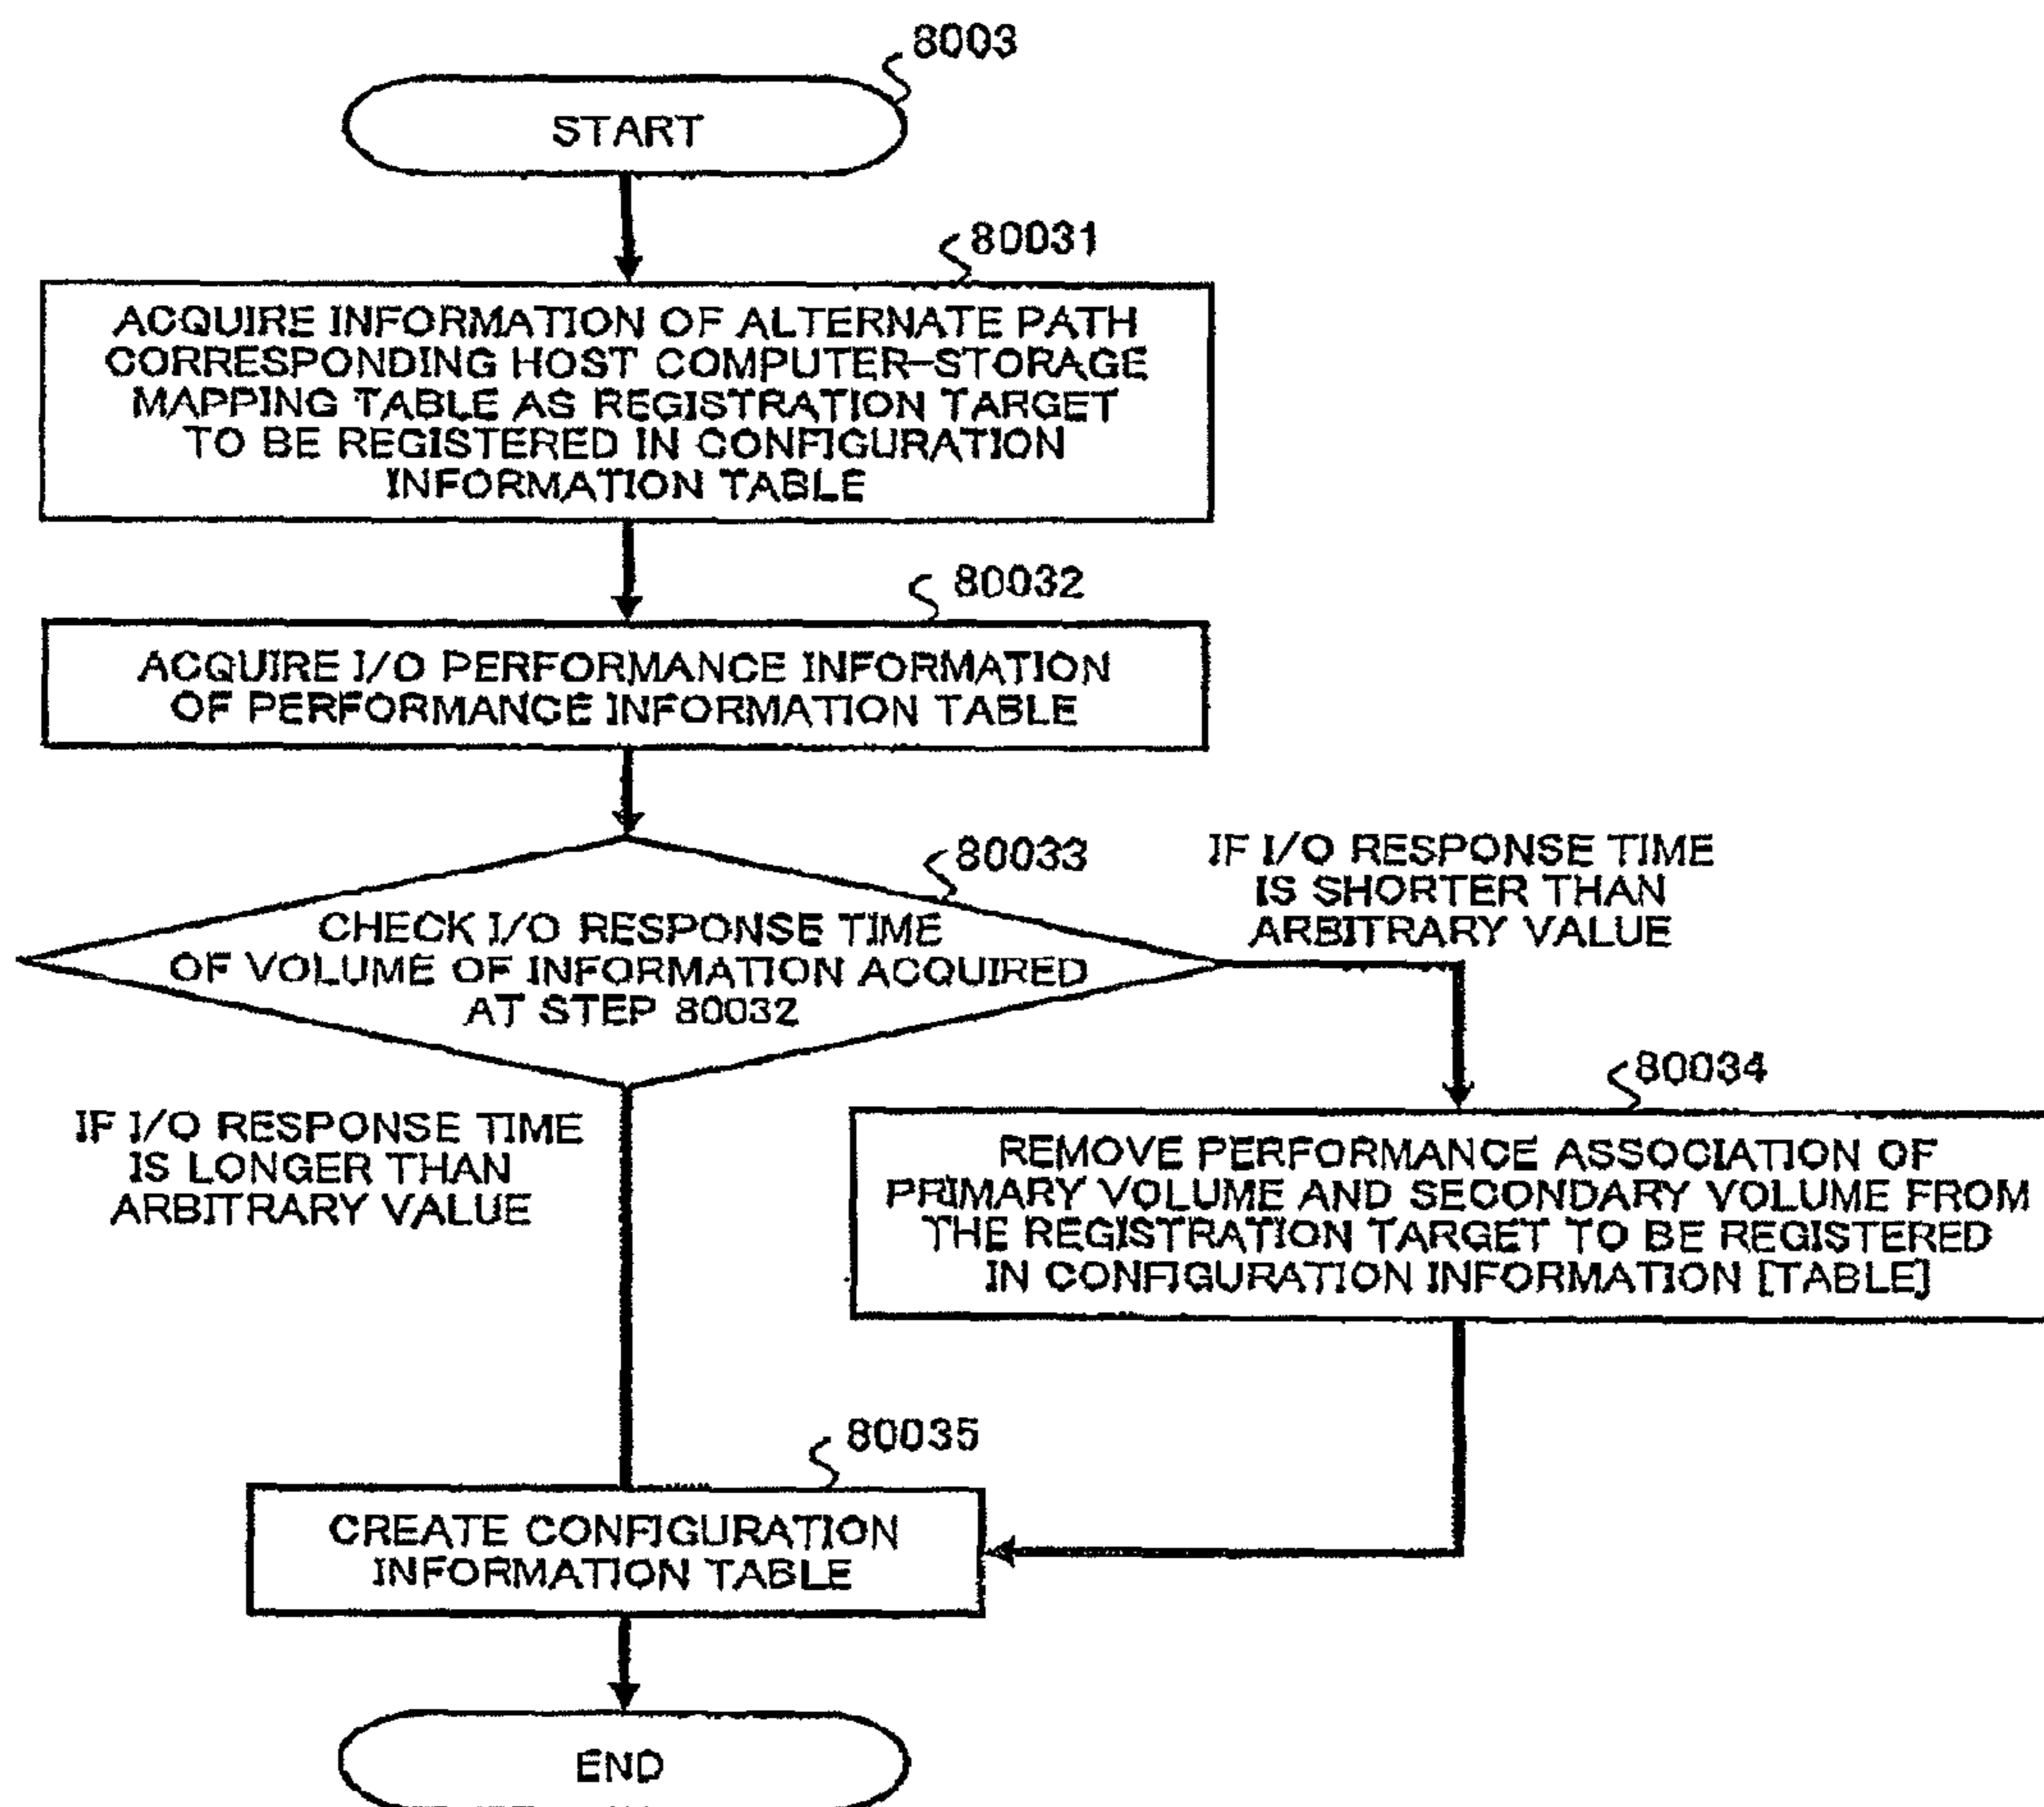 8003
START
80031
ACQUIRE INFORMATION OF ALTERNATE PATH
CORRESPONDING HOST COMPUTER-STORAGE
MAPPING TABLE AS REGISTRATION TARGET
TO BE REGISTERED IN CONFIGURATION
INFORMATION TABLE
80032
ACQUIRE I/O PERFORMANCE INFORMATION
OF PERFORMANCE INFORMATION TABLE
80033
CHECK I/O RESPONSE TIME
OF VOLUME OF INFORMATION ACQUIRED
AT STEP 80032
IF I/O RESPONSE TIME
IS SHORTER THAN
ARBITRARY VALUE
IF I/O RESPONSE TIME
IS LONGER THAN
ARBITRARY VALUE
80034
REMOVE PERFORMANCE ASSOCIATION OF
PRIMARY VOLUME AND SECONDARY VOLUME FROM
THE REGISTRATION TARGET TO BE REGISTERED
IN CONFIGURATION INFORMATION [TABLE]
80035
CREATE CONFIGURATION
INFORMATION TABLE
END